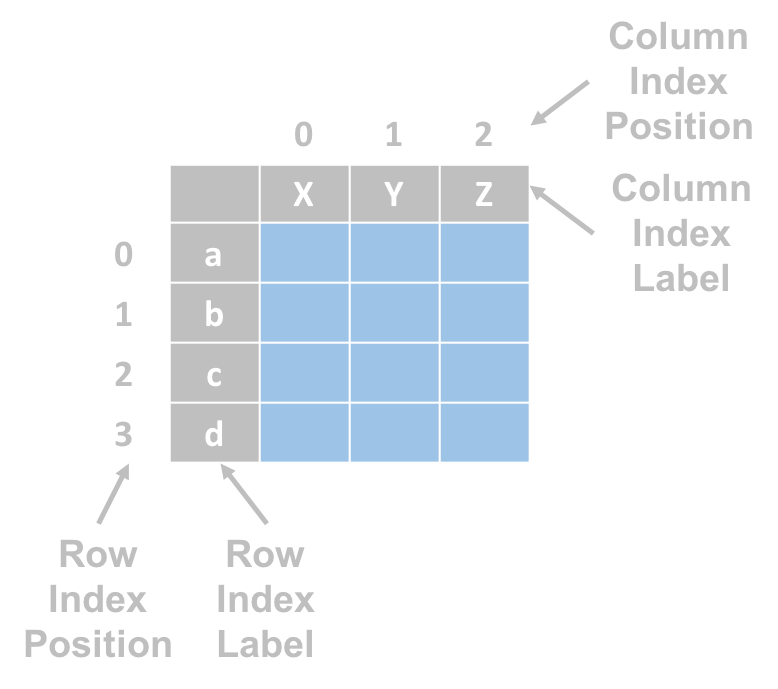 Column
Index
Position
0 1 2
X Y Z
Column
Index
Label
0 a
1 b
2 c
3 d
Row
Index
Position
Row
Index
Label